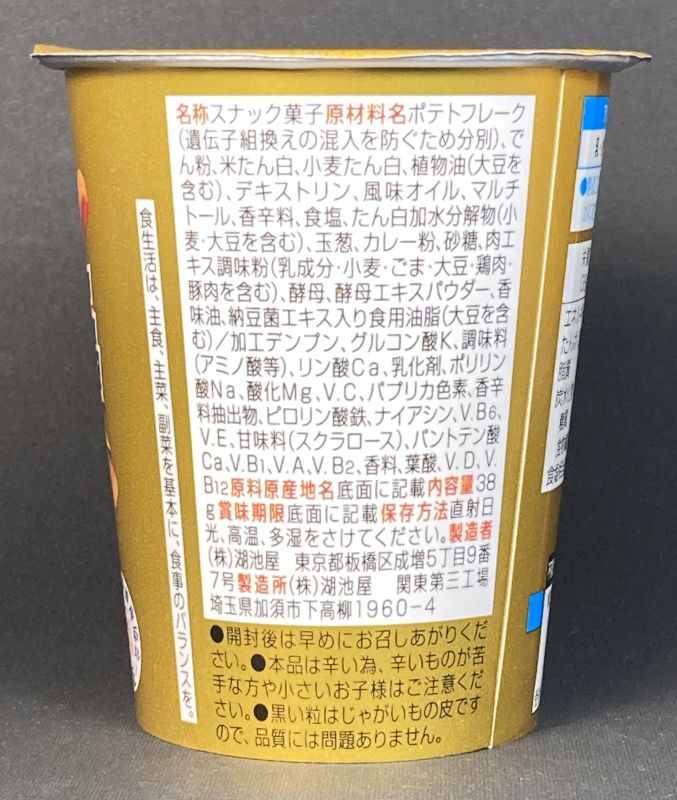 名称スナック菓子原材料名ポテトフレーク
(遺伝子組換えの混入を防ぐため分別)、で
ん粉、米たん白、小麦たん白、植物油(大豆を
含む)、デキストリン、風味オイル、マルチ
トール、香辛料、食塩、たん白加水分解物(小
麦・大豆を含む)、玉葱、カレー粉、砂糖、肉エ
キス調味粉(乳成分・小麦・ごま・大豆・鶏肉・
豚肉を含む)、酵母、酵母エキスパウダー、香
味油、納豆菌エキス入り食用油脂(大豆を含
む)/加工デンプン、グルコン酸K、調味料
(アミノ酸等)、リン酸Ca、乳化剤、ポリリン
酸Na、酸化Mg、V.C、パプリカ色素、香辛
料抽出物、ピロリン酸鉄、ナイアシン、V.B6、
V.E、甘味料(スクラロース)、パントテン酸
Ca、V.B1、V.A、V.B2、香料、葉酸、V.D、V.
B12原料原産地名底面に記載内容量38
g賞味期限底面に記載保存方法直射日
光、高温、多湿をさけてください。製造者
(株)湖池屋 東京都板橋区成増5丁目9番
7号製造所(株)湖池屋 関東第三工場
埼玉県加須市下高柳1960-4
●開封後は早めにお召しあがりくだ
さい。●本品は辛い為、辛いものが苦
手な方や小さいお子様はご注意くだ
さい。●黒い粒はじゃがいもの皮です
ので、品質には問題ありません。
食生活は、主食、主菜、副菜を基本に、食事のバランスを。